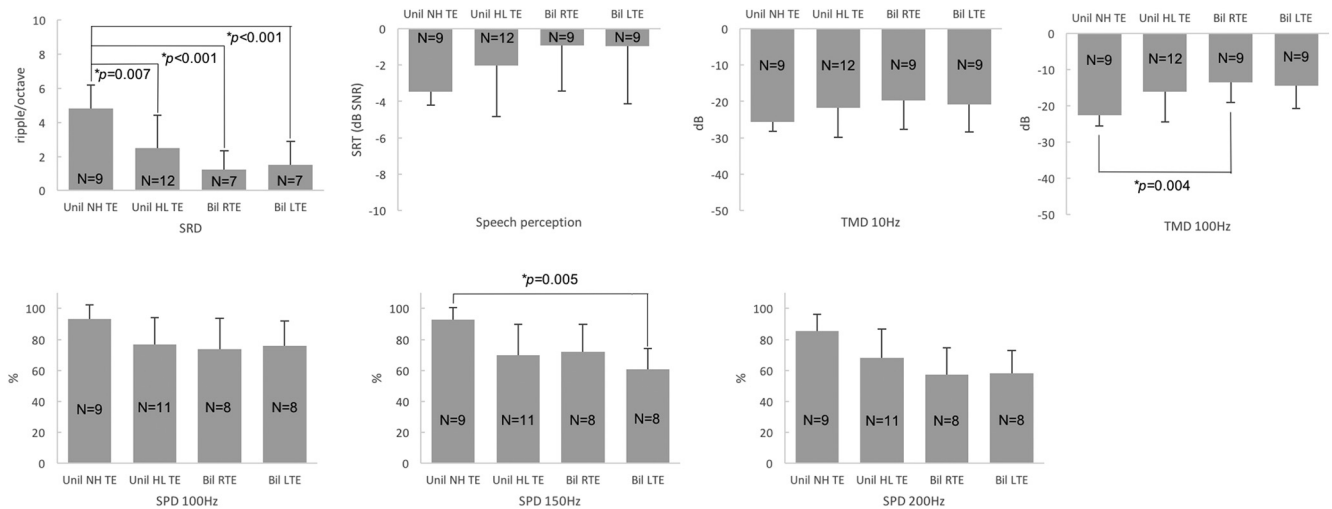 10
8
6
4
2
0
ripple/octave
*p<0.001
*p<0.001
*p=0.007
N=9
N=12
N=7
N=7
Unil NH TE
Unil HL TE
Bil RTE
Bil LTE
SRD
Unil NH TE
Unil HL TE
Bil RTE
Bil LTE
0
-2
-4
-6
-8
-10
SRT (dB SNR)
N=9
N=12
N=9
N=9
Speech perception
Unil NH TE
Unil HL TE
Bil RTE
Bil LTE
0
-10
-20
-30
-40
-50
dB
N=9
N=12
N=9
N=9
TMD 10Hz
Unil NH TE
Unil HL TE
Bil RTE
Bil LTE
0
-10
-20
-30
-40
-50
dB
N=9
N=12
N=9
N=9
*p=0.004
TMD 100Hz
100
80
60
40
20
0
%
N=9
N=11
N=8
N=8
Unil NH TE
Unil HL TE
Bil RTE
Bil LTE
SPD 100Hz
*p=0.005
100
80
60
40
20
0
%
N=9
N=11
N=8
N=8
Unil NH TE
Unil HL TE
Bil RTE
Bil LTE
SPD 150Hz
100
80
60
40
20
0
%
N=9
N=11
N=8
N=8
Unil NH TE
Unil HL TE
Bil RTE
Bil LTE
SPD 200Hz